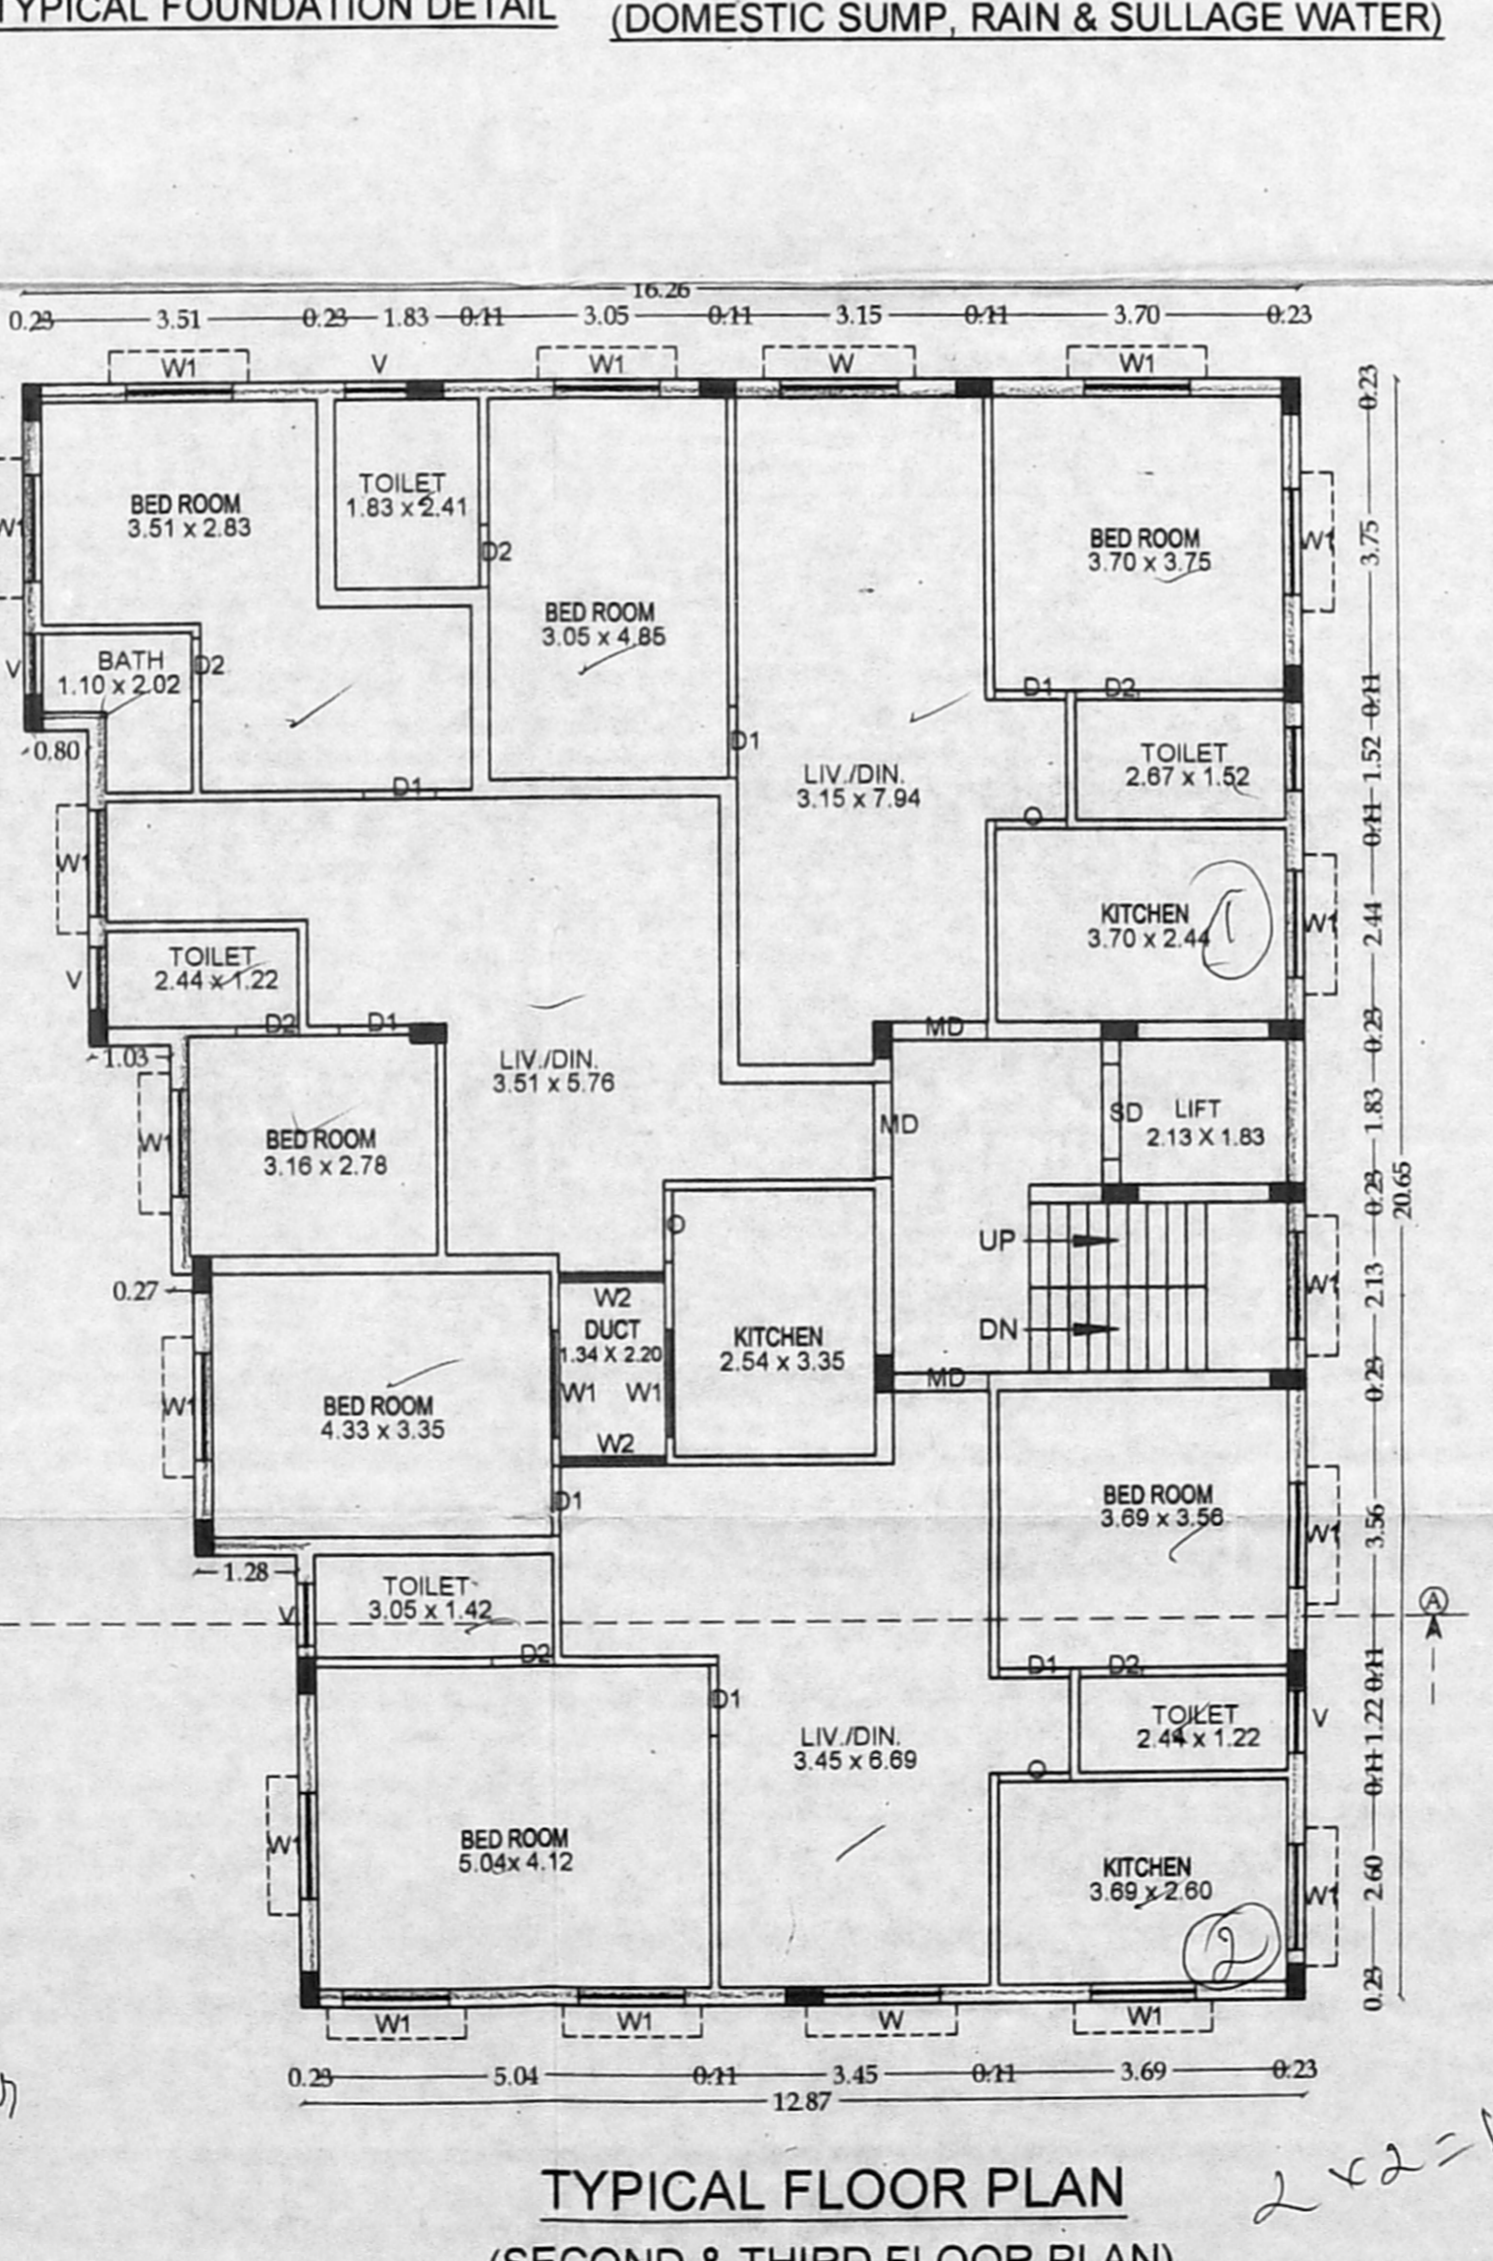 TYPICAL FOUNDATION DETAIL
(DOMESTIC SUMP, RAIN & SULLAGE WATER)
16.26
0.23 3.51 0.23 1.83 0.11 3.05 0.11 3.15 0.11 3.70 0.23
W1 V W1 W W1
0.23
TOILET
1.83 x 2.41
BED ROOM
3.51 x 2.83
W1
D2
BED ROOM
3.70 x 3.75
W1
3.75
BED ROOM
3.05 x 4.85
V
BATH
1.10 x 2.02
D2
D1 D2
0.11
0.80
D1
D1
TOILET
2.67 x 1.52
1.52
LIV./DIN.
3.15 x 7.94
O
0.11
W1
KITCHEN
3.70 x 2.44
1
W1
2.44
TOILET
2.44 x 1.22
V
D2 D1
MD
0.23
1.03
LIV./DIN.
3.51 x 5.76
MD
SD
LIFT
2.13 X 1.83
1.83
W1
BED ROOM
3.16 x 2.78
0.23
20.65
O
UP
0.27
W2
DUCT
1.34 X 2.20
W1 W1
W2
KITCHEN
2.54 x 3.35
DN
W1
2.13
MD
0.23
W1
BED ROOM
4.33 x 3.35
D1
BED ROOM
3.69 x 3.56
W1
3.56
1.28
TOILET
3.05 x 1.42
V
D2
A
D1
D1 D2
0.11
LIV./DIN.
3.45 x 6.69
TOILET
2.44 x 1.22
V
1.22
O
0.11
BED ROOM
5.04x 4.12
W1
KITCHEN
3.69 x 2.60
2
W1
2.60
0.23
W1 W1 W W1
0.23 5.04 0.11 3.45 0.11 3.69 0.23
12.87
TYPICAL FLOOR PLAN
2 x 2 =
(SECOND & THIRD FLOOR PLAN)